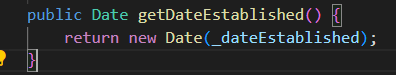 public Date getDateEstablished() {
return new Date(_dateEstablished);
}